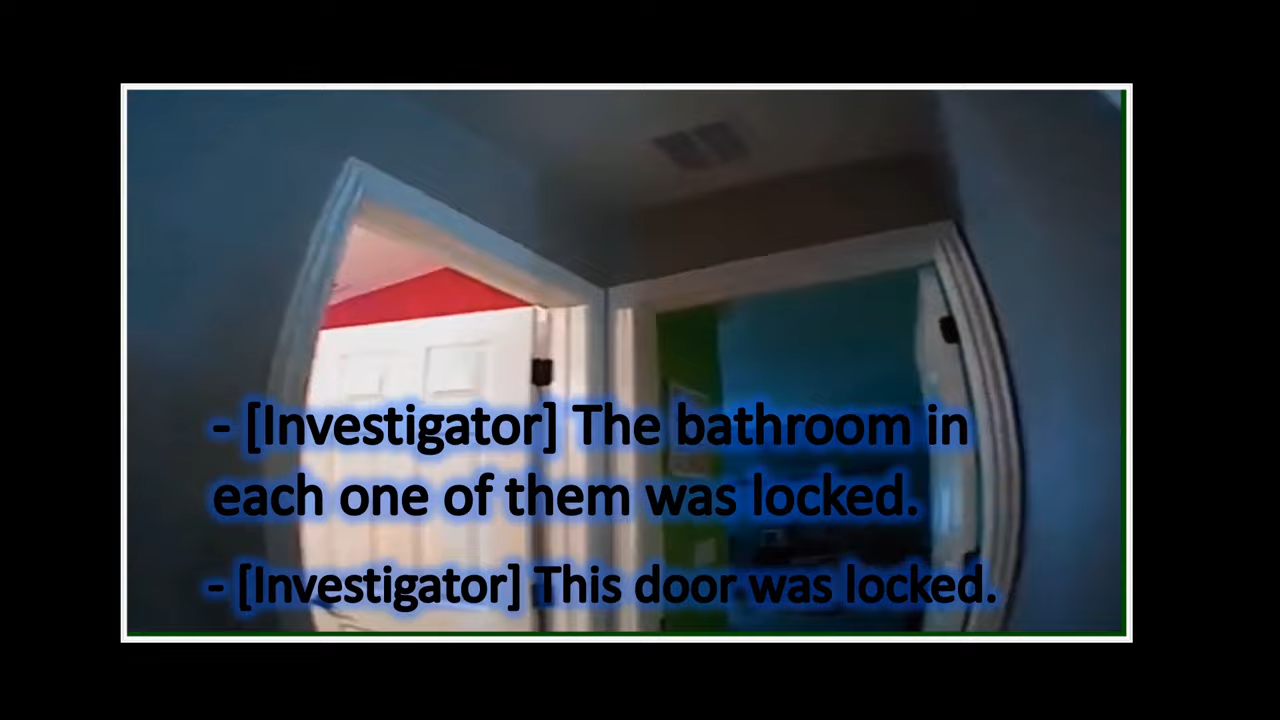 - [Investigator] The bathroom in
each one of them was locked.
- [Investigator] This door was locked.